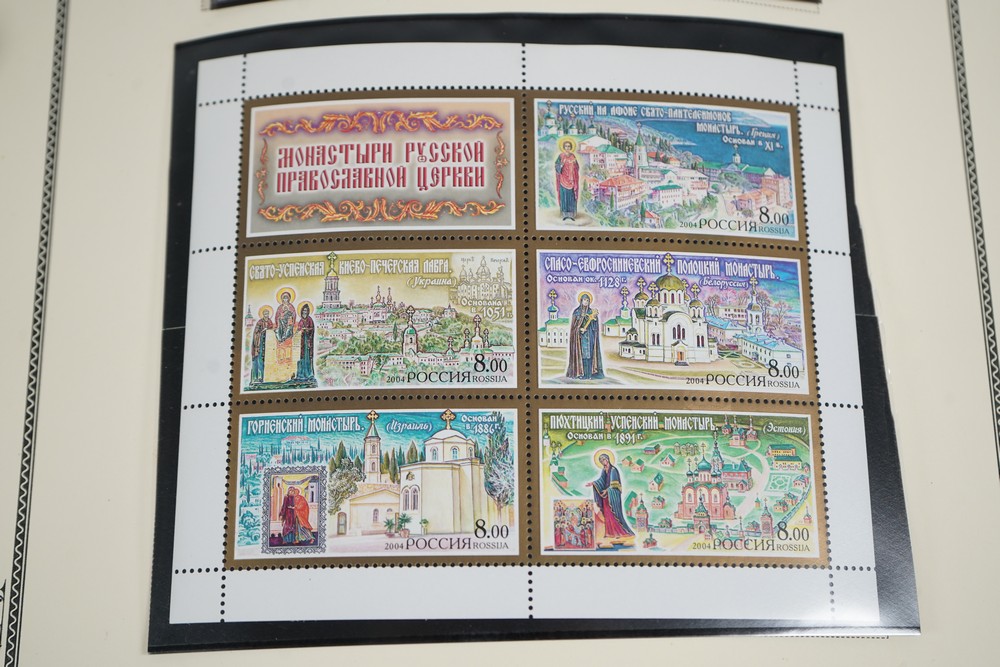 МОНАСТЫРИ РУССКОЙ
ПРАВОСЛАВНОЙ ЦЕРКВИ
РУССКИЙ НА АФОНЕ СВЯТО-ПАНТЕЛЕИМОНОВ
МОНАСТЫРЬ. (Греция)
Основан в XI в.
8.00
2004 РОССИЯ ROSSIJA
СВЯТО-УСПЕНСКАЯ КИЕВО-ПЕЧЕРСКАЯ ЛАВРА.
(Украина)
Основана в
1051 г.
8.00
2004 РОССИЯ ROSSIJA
СПАСО-ЕВФРОСИНИЕВСКИЙ ПОЛОЦКИЙ МОНАСТЫРЬ.
Основан ок. 1128 г. (Белоруссия)
8.00
2004 РОССИЯ ROSSIJA
ГОРНЕНСКИЙ МОНАСТЫРЬ. (Израиль)
Основан
в 1886 г.
8.00
2004 РОССИЯ ROSSIJA
ПЮХТИЦКИЙ УСПЕНСКИЙ МОНАСТЫРЬ. (Эстония)
Основан в 1891 г.
8.00
2004 РОССИЯ ROSSIJA